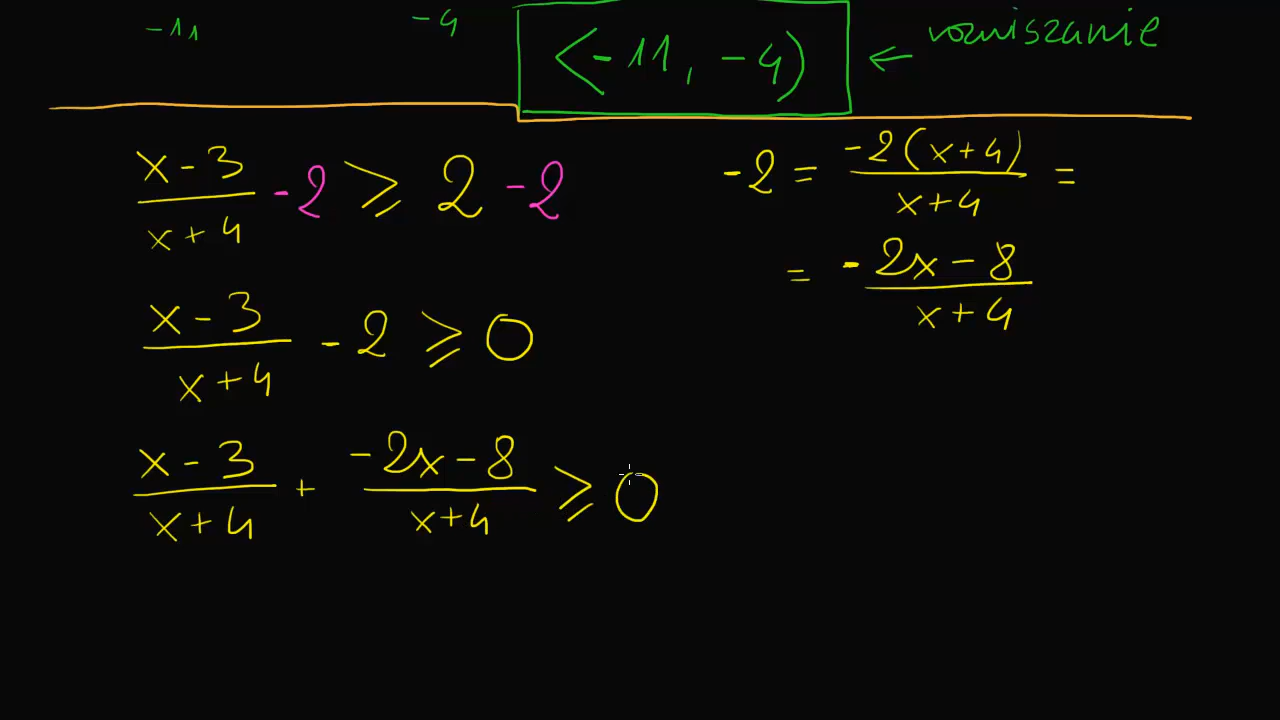 -11 -4 <-11, -4) ← rozwiszanie
x-3/x+4 -2 ⩾ 2 -2
-2 = -2(x+4)/x+4 =
= -2x-8/x+4
x-3/x+4 -2 ⩾ 0
x-3/x+4 + -2x-8/x+4 ⩾ 0